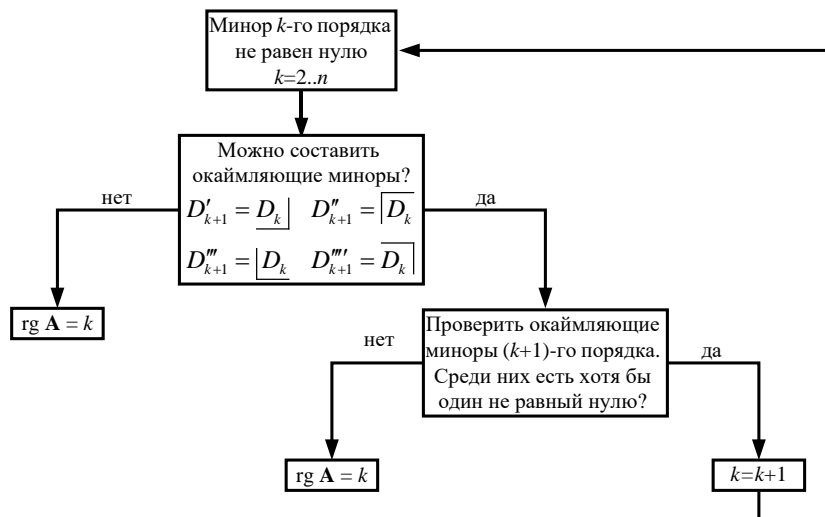 Минор k-го порядка
не равен нулю
k=2..n
Можно составить
окаймляющие миноры?
нет
да
D′ₖ₊₁ = Dₖ D″ₖ₊₁ = Dₖ
D‴ₖ₊₁ = Dₖ D⁗ₖ₊₁ = Dₖ
rg A = k
нет
Проверить окаймляющие
миноры (k+1)-го порядка.
Среди них есть хотя бы
один не равный нулю?
да
rg A = k
k=k+1